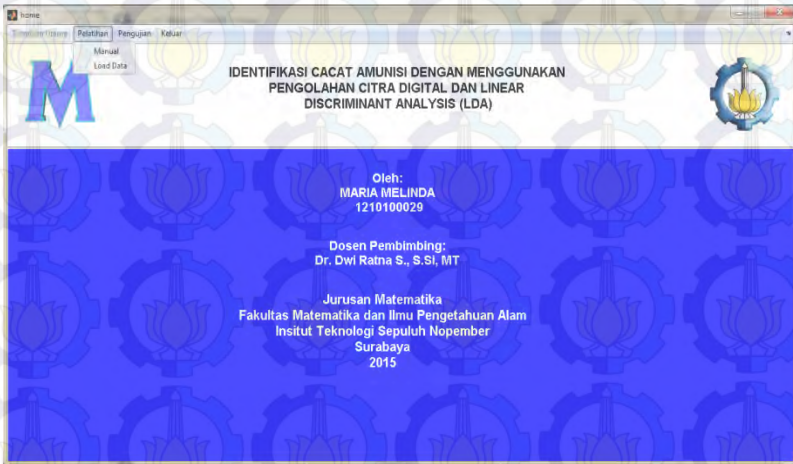 home
Pelatihan Pengujian Keluar
Manual
Load Data
IDENTIFIKASI CACAT AMUNISI DENGAN MENGGUNAKAN
PENGOLAHAN CITRA DIGITAL DAN LINEAR
DISCRIMINANT ANALYSIS (LDA)
Oleh:
MARIA MELINDA
1210100029
Dosen Pembimbing:
Dr. Dwi Ratna S., S.Si, MT
Jurusan Matematika
Fakultas Matematika dan Ilmu Pengetahuan Alam
Insitut Teknologi Sepuluh Nopember
Surabaya
2015